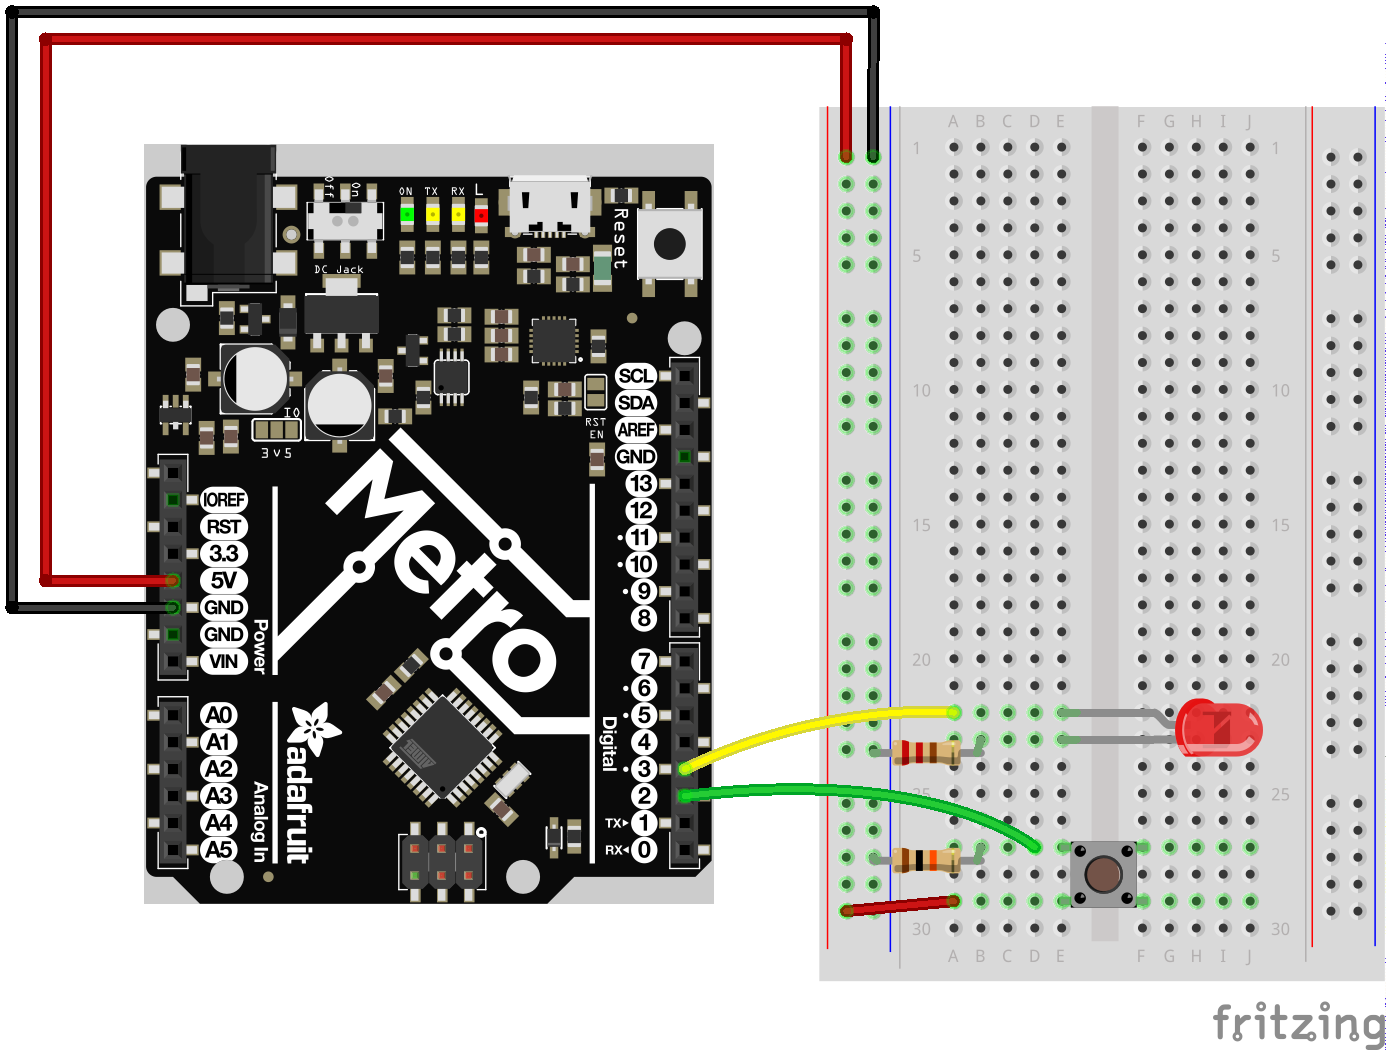 ON TX RX L
Off On
DC Jack
Reset
IO
3v5
RST
EN
SCL
SDA
AREF
GND
13
12
11
10
9
8
7
6
5
4
3
2
TX 1
RX 0
Digital
IOREF
RST
3.3
5V
GND
GND
VIN
Power
A0
A1
A2
A3
A4
A5
Analog In
Metro
adafruit
A B C D E F G H I J
1 1
5 5
10 10
15 15
20 20
25 25
30 30
A B C D E F G H I J
fritzing